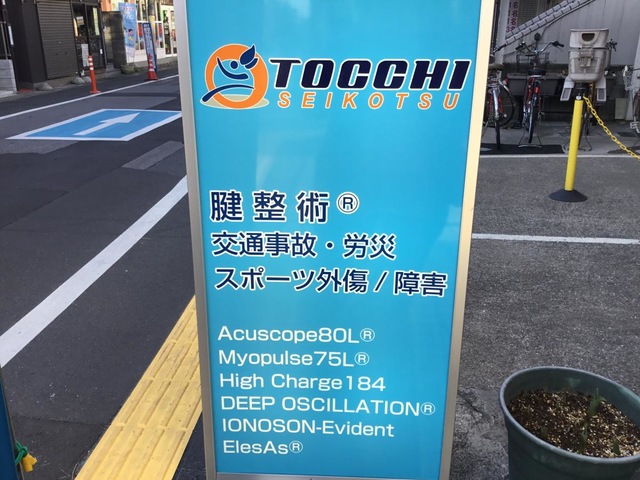 TOCCHI
SEIKOTSU
腱整術®
交通事故・労災
スポーツ外傷/障害
Acuscope80L®
Myopulse75L®
High Charge184
DEEP OSCILLATION®
IONOSON-Evident
ElesAs®